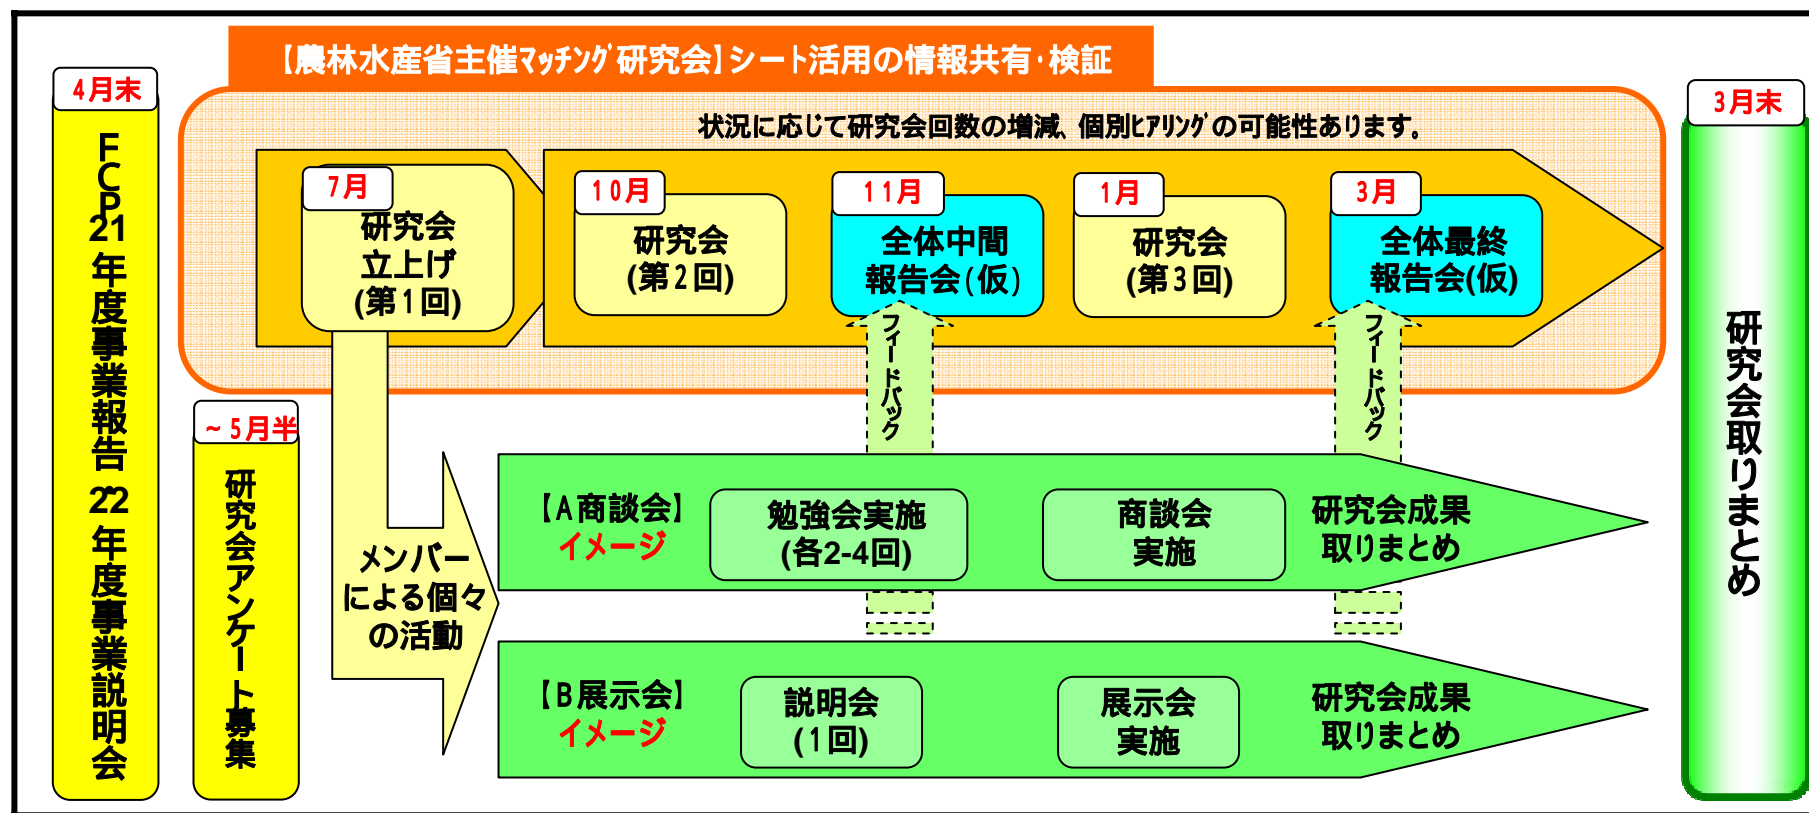 【農林水産省主催ﾏｯﾁﾝｸﾞ研究会】シート活用の情報共有・検証
4月末
FCP21年度事業報告・22年度事業説明会
～5月半
研究会アンケート募集
状況に応じて研究会回数の増減、個別ﾋｱﾘﾝｸﾞの可能性あります。
7月
研究会
立上げ
(第1回)
10月
研究会
(第2回)
11月
全体中間
報告会(仮)
1月
研究会
(第3回)
3月
全体最終
報告会(仮)
フィードバック
フィードバック
メンバー
による個々
の活動
【A商談会】
イメージ
勉強会実施
(各2-4回)
商談会
実施
研究会成果
取りまとめ
【B展示会】
イメージ
説明会
(1回)
展示会
実施
研究会成果
取りまとめ
3月末
研究会取りまとめ